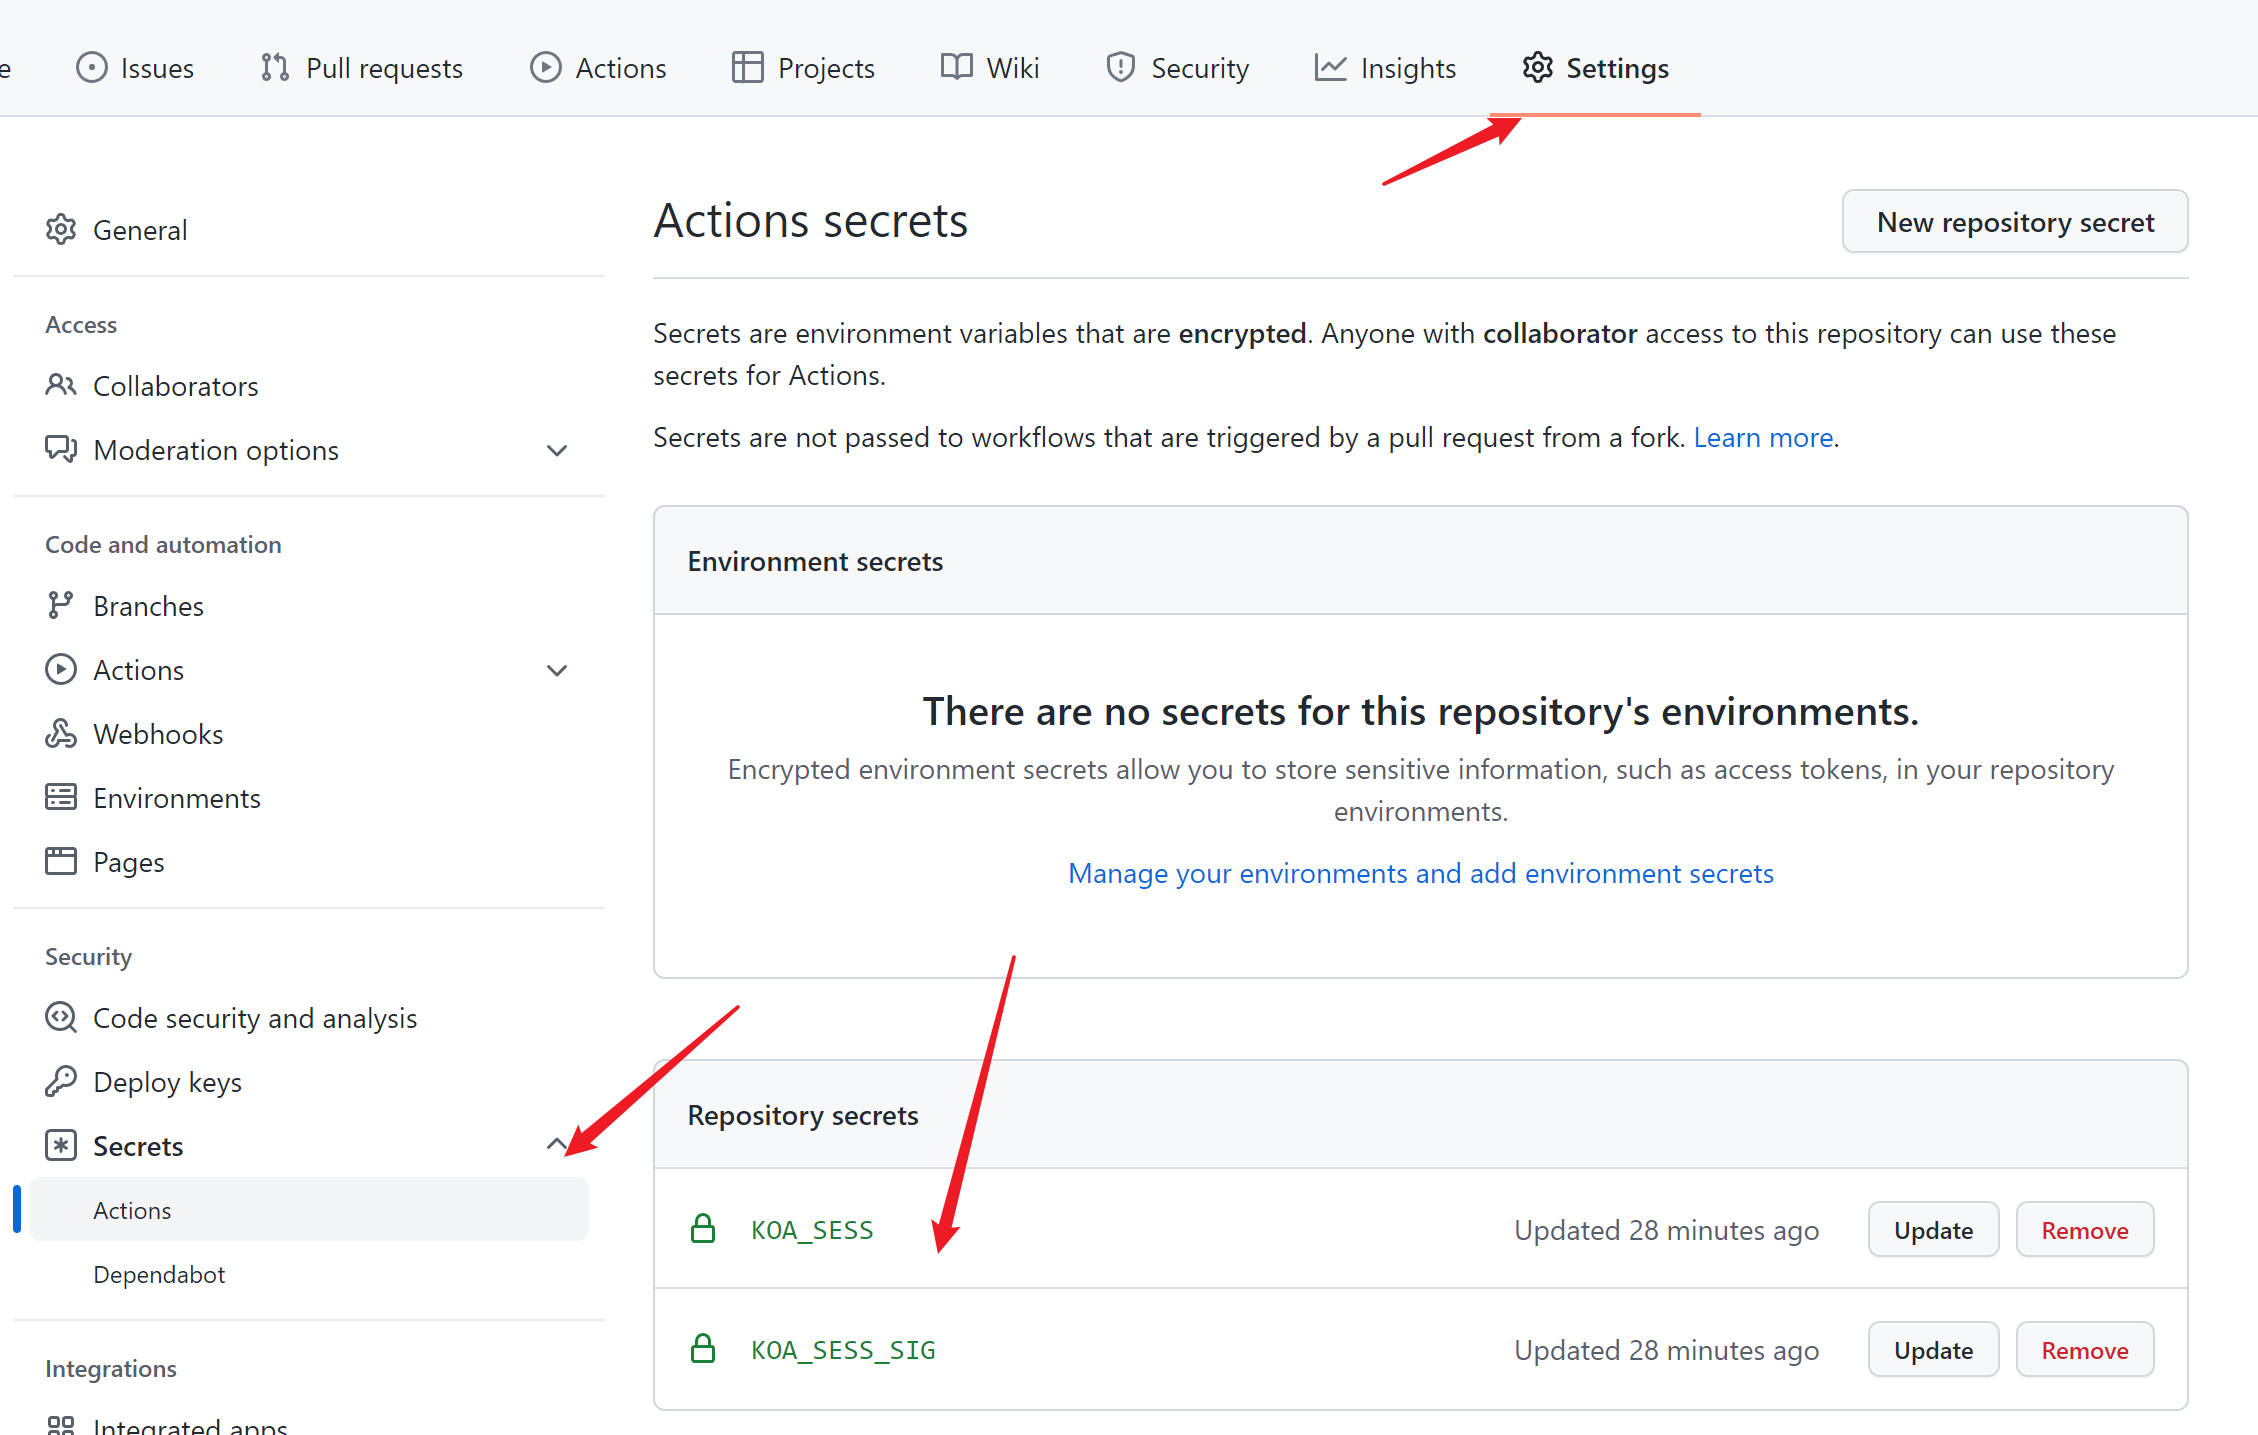 e
Issues
Pull requests
Actions
Projects
Wiki
Security
Insights
Settings
General
Access
Collaborators
Moderation options
Code and automation
Branches
Actions
Webhooks
Environments
Pages
Security
Code security and analysis
Deploy keys
Secrets
Actions
Dependabot
Integrations
Integrated apps
Actions secrets
New repository secret
Secrets are environment variables that are encrypted. Anyone with collaborator access to this repository can use these
secrets for Actions.
Secrets are not passed to workflows that are triggered by a pull request from a fork. Learn more.
Environment secrets
There are no secrets for this repository's environments.
Encrypted environment secrets allow you to store sensitive information, such as access tokens, in your repository
environments.
Manage your environments and add environment secrets
Repository secrets
KOA_SESS
Updated 28 minutes ago
Update
Remove
KOA_SESS_SIG
Updated 28 minutes ago
Update
Remove